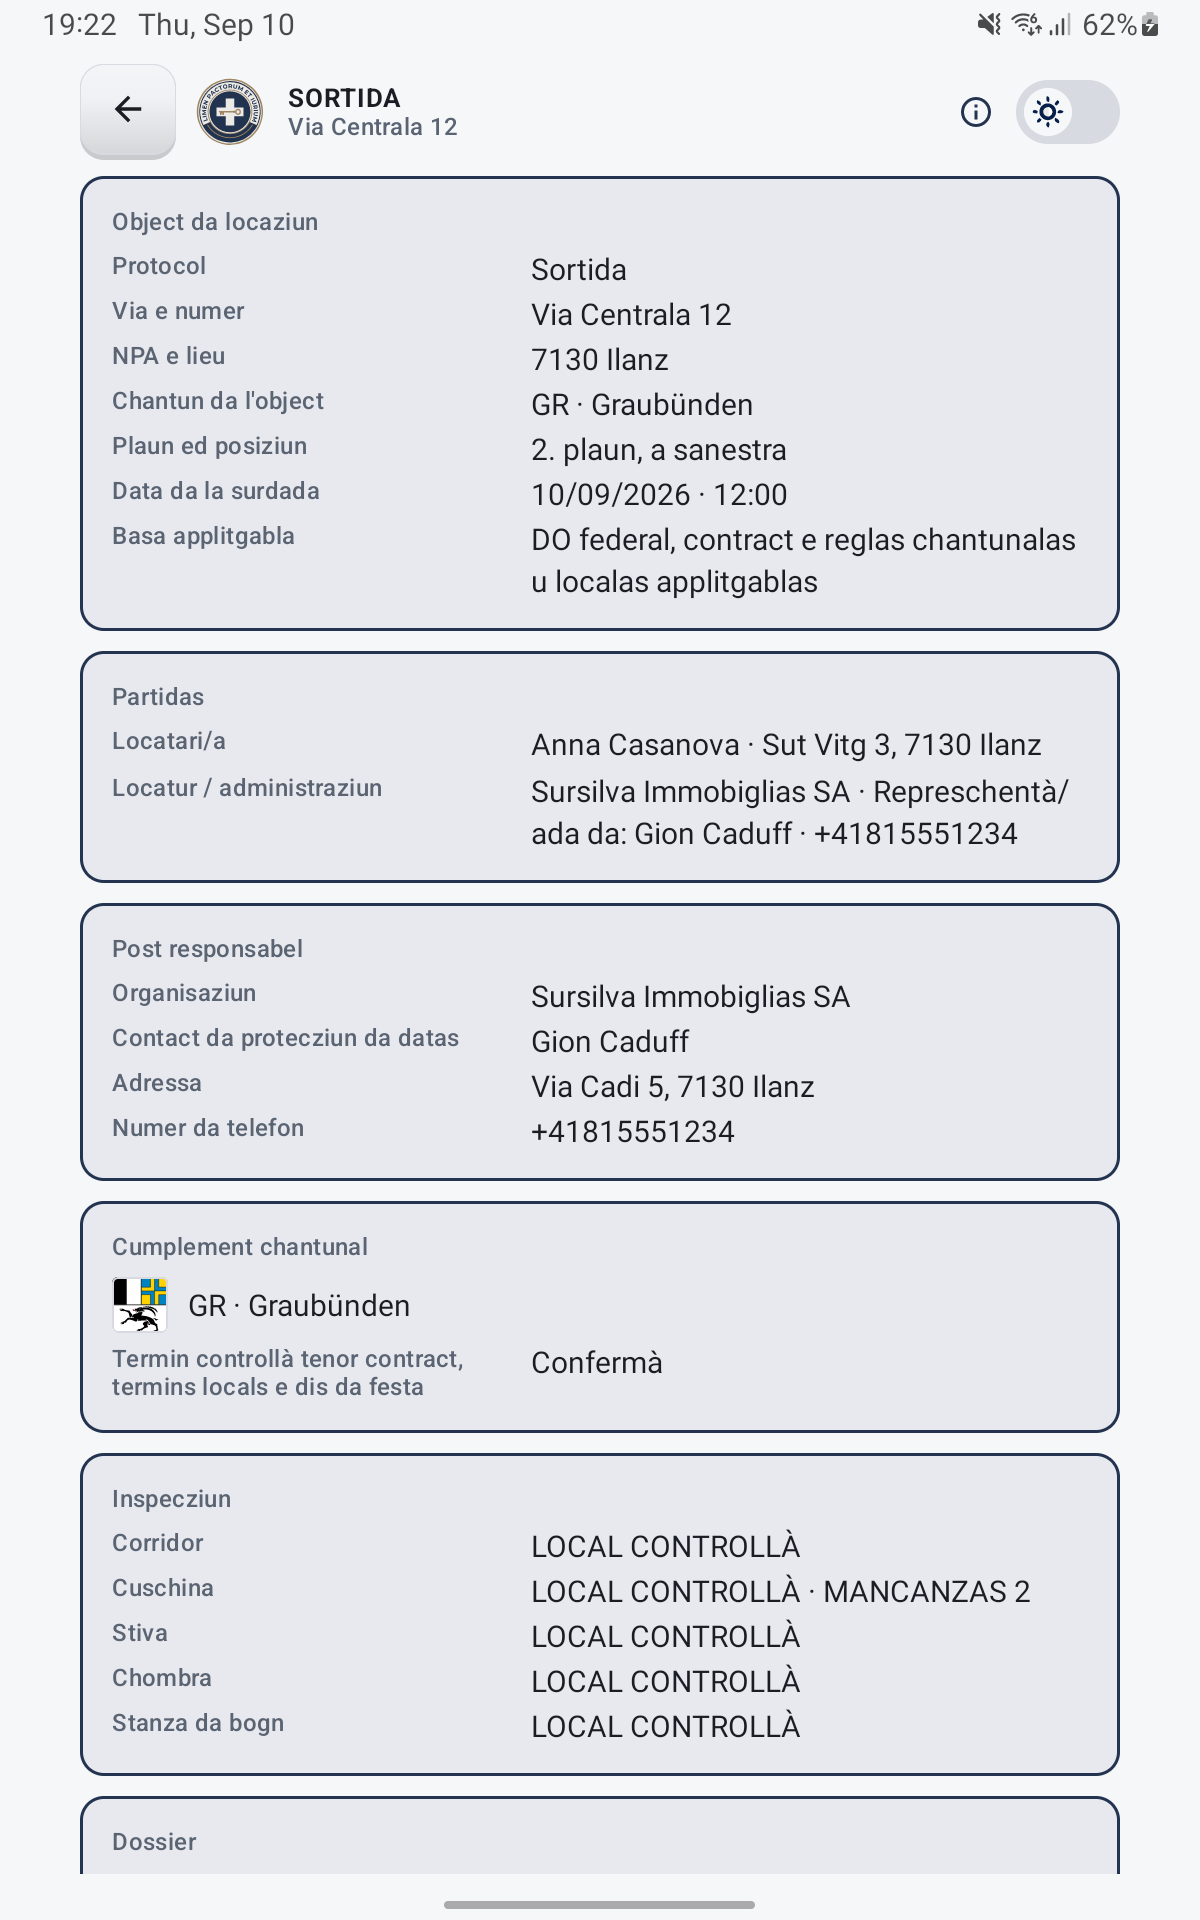 19:22 Thu, Sep 10
62%
SORTIDA
Via Centrala 12
Object da locaziun
Protocol Sortida
Via e numer Via Centrala 12
NPA e lieu 7130 Ilanz
Chantun da l'object GR · Graubünden
Plaun ed posiziun 2. plaun, a sanestra
Data da la surdada 10/09/2026 · 12:00
Basa applitgabla DO federal, contract e reglas chantunalas
u localas applitgablas
Partidas
Locatari/a Anna Casanova · Sut Vitg 3, 7130 Ilanz
Locatur / administraziun Sursilva Immobiglias SA · Represchentà/
ada da: Gion Caduff · +41815551234
Post responsabel
Organisaziun Sursilva Immobiglias SA
Contact da protecziun da datas Gion Caduff
Adressa Via Cadi 5, 7130 Ilanz
Numer da telefon +41815551234
Cumplement chantunal
GR · Graubünden
Termin controllà tenor contract, Confermà
termins locals e dis da festa
Inspecziun
Corridor LOCAL CONTROLLÀ
Cuschina LOCAL CONTROLLÀ · MANCANZAS 2
Stiva LOCAL CONTROLLÀ
Chombra LOCAL CONTROLLÀ
Stanza da bogn LOCAL CONTROLLÀ
Dossier